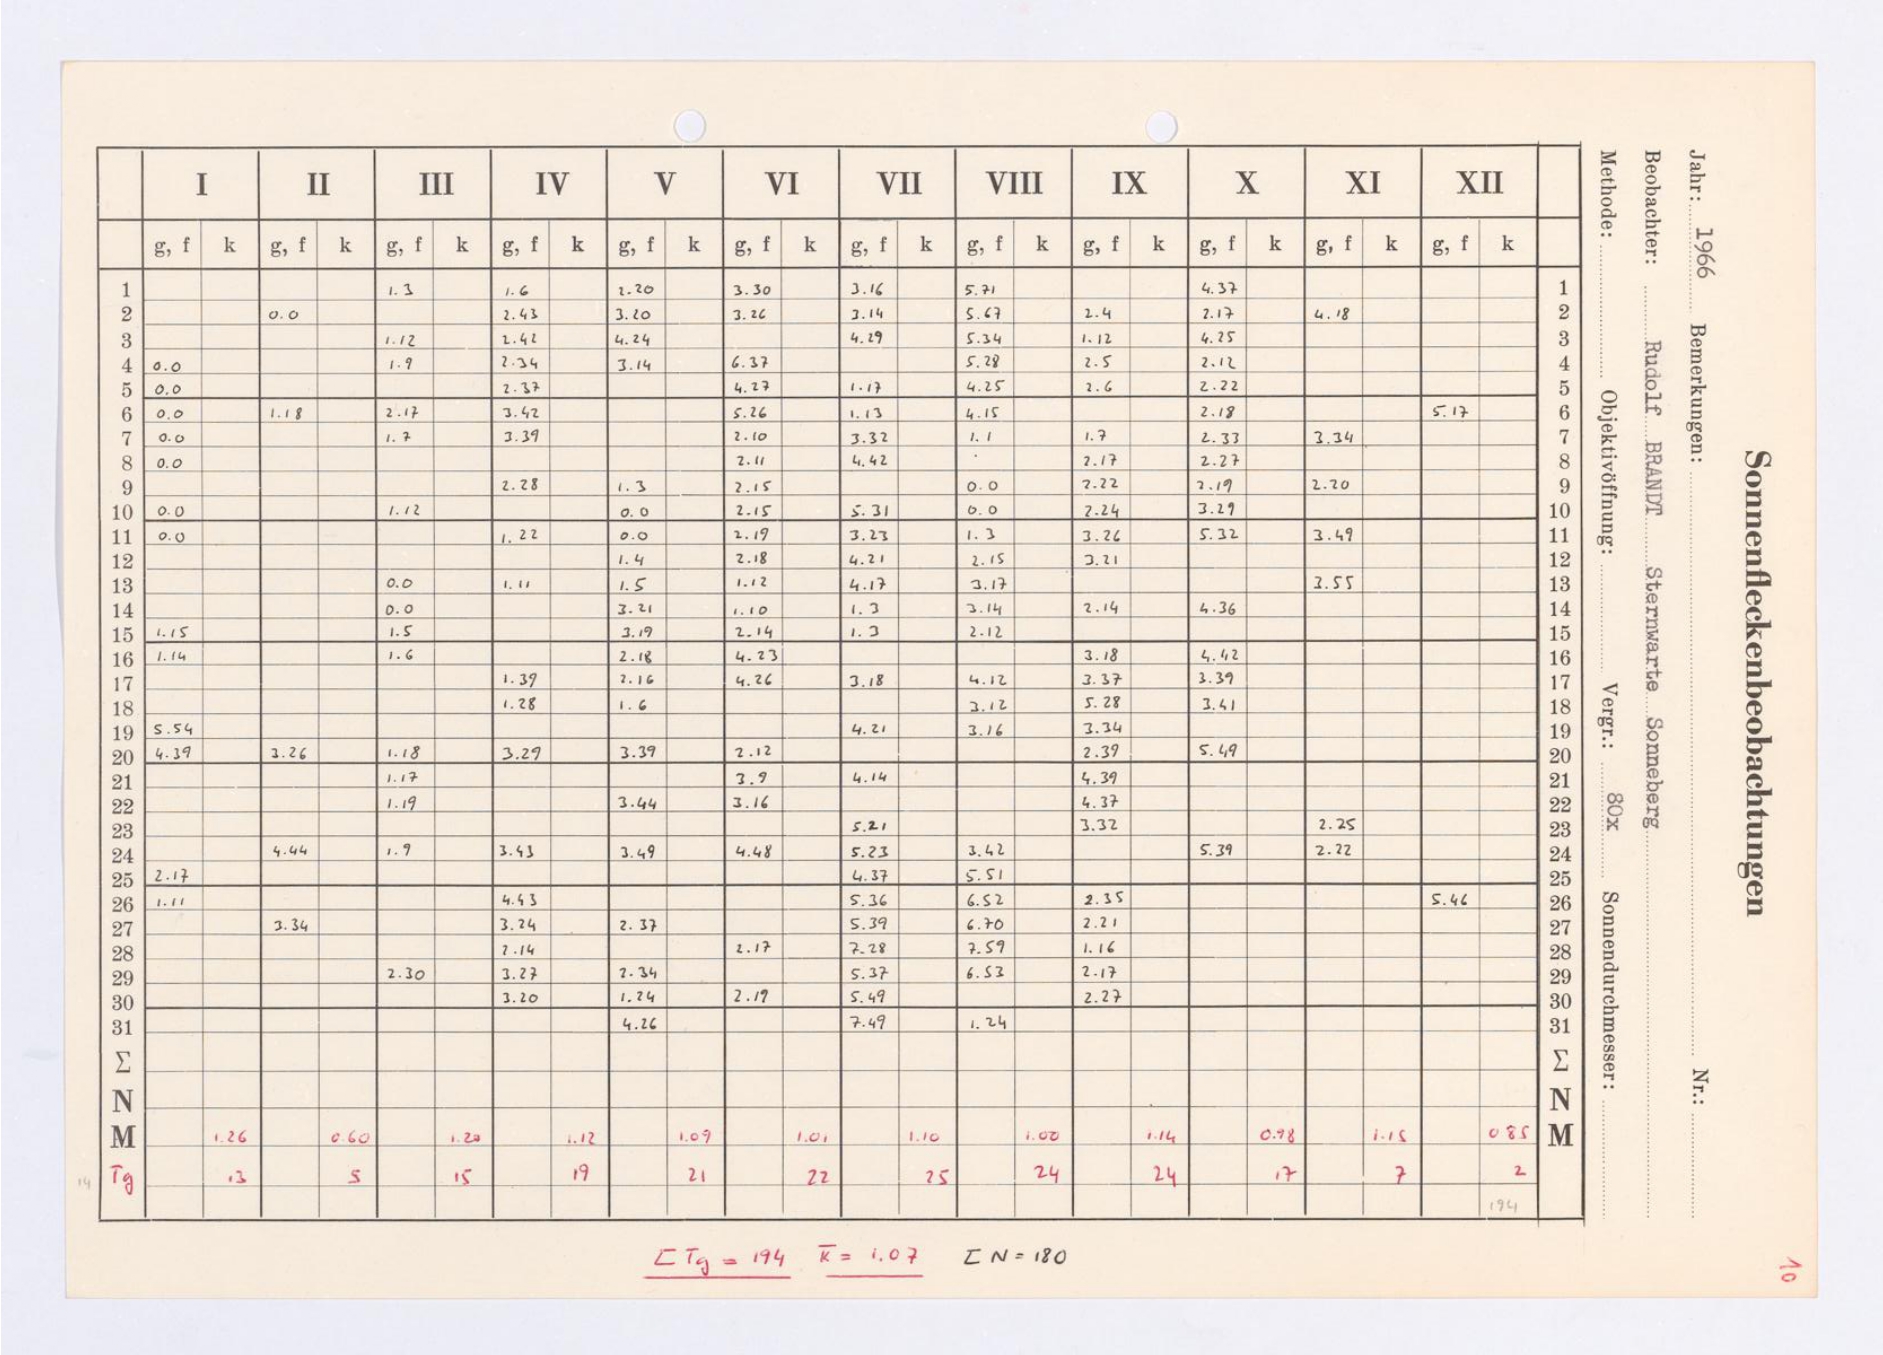 Sonnenfleckenbeobachtungen
Jahr: 1966 Bemerkungen: Nr.:
Beobachter: Rudolf BRANDT Sternwarte Sonneberg
Methode: Objektivöffnung: Vergr.: 80x Sonnendurchmesser:
I II III IV V VI VII VIII IX X XI XII
g, f k g, f k g, f k g, f k g, f k g, f k g, f k g, f k g, f k g, f k g, f k g, f k
1 1.3 1.6 2.20 3.30 3.16 5.71 4.37 1
2 0.0 2.43 3.20 3.26 3.14 5.67 2.4 2.17 4.18 2
3 1.12 2.42 4.24 4.29 5.34 1.12 4.25 3
4 0.0 1.9 2.34 3.14 6.37 5.28 2.5 2.12 4
5 0.0 2.37 4.27 1.17 4.25 2.6 2.22 5
6 0.0 1.18 2.17 3.42 5.26 1.13 4.15 2.18 5.17 6
7 0.0 1.7 3.39 2.10 3.32 1.1 1.7 2.33 3.34 7
8 0.0 2.11 4.42 2.17 2.27 8
9 2.28 1.3 2.15 0.0 2.22 2.19 2.20 9
10 0.0 1.12 0.0 2.15 5.31 0.0 2.24 3.29 10
11 0.0 1.22 0.0 2.19 3.23 1.3 3.26 5.32 3.49 11
12 1.4 2.18 4.21 2.15 3.21 12
13 0.0 1.11 1.5 1.12 4.17 3.17 3.55 13
14 0.0 3.21 1.10 1.3 3.14 2.14 4.36 14
15 1.15 1.5 3.19 2.14 1.3 2.12 15
16 1.14 1.6 2.18 4.23 3.18 4.42 16
17 1.39 2.16 4.26 3.18 4.12 3.37 3.39 17
18 1.28 1.6 3.12 5.28 3.41 18
19 5.54 4.21 3.16 3.34 19
20 4.39 3.26 1.18 3.29 3.39 2.12 2.39 5.49 20
21 1.17 3.9 4.14 4.39 21
22 1.19 3.44 3.16 4.37 22
23 5.21 3.32 2.25 23
24 4.44 1.9 3.43 3.49 4.48 5.23 3.42 5.39 2.22 24
25 2.17 4.37 5.51 25
26 1.11 4.43 5.36 6.52 2.35 5.46 26
27 3.34 3.24 2.37 5.39 6.70 2.21 27
28 2.14 2.17 7.28 7.59 1.16 28
29 2.30 3.27 2.34 5.37 6.53 2.17 29
30 3.20 1.24 2.19 5.49 2.27 30
31 4.26 7.49 1.24 31
Σ Σ
N N
M 1.26 0.60 1.20 1.12 1.09 1.01 1.10 1.00 1.14 0.98 1.15 0.85 M
14 Tg 13 5 15 19 21 22 25 24 24 17 7 2
194
Σ Tg = 194 k̅ = 1.07 Σ N = 180
10